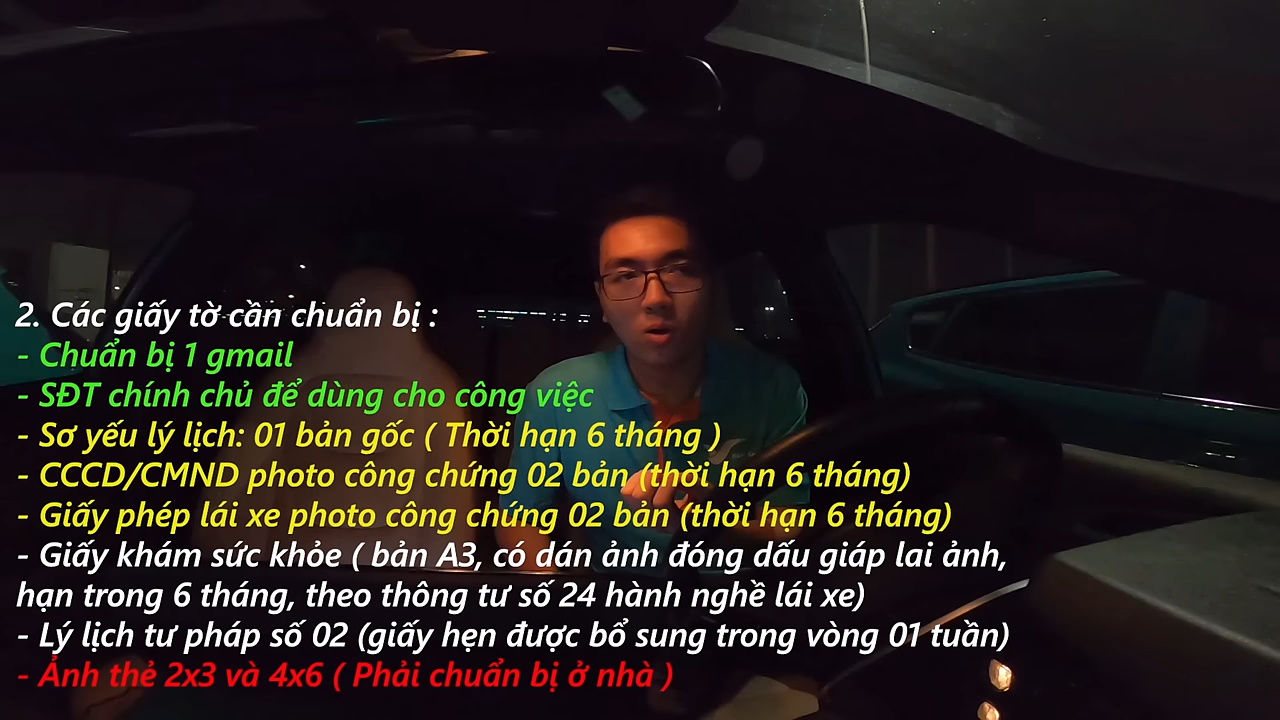 2. Các giấy tờ cần chuẩn bị :
- Chuẩn bị 1 gmail
- SĐT chính chủ để dùng cho công việc
- Sơ yếu lý lịch: 01 bản gốc ( Thời hạn 6 tháng )
- CCCD/CMND photo công chứng 02 bản (thời hạn 6 tháng)
- Giấy phép lái xe photo công chứng 02 bản (thời hạn 6 tháng)
- Giấy khám sức khỏe ( bản A3, có dán ảnh đóng dấu giáp lai ảnh,
hạn trong 6 tháng, theo thông tư số 24 hành nghề lái xe)
- Lý lịch tư pháp số 02 (giấy hẹn được bổ sung trong vòng 01 tuần)
- Ảnh thẻ 2x3 và 4x6 ( Phải chuẩn bị ở nhà )